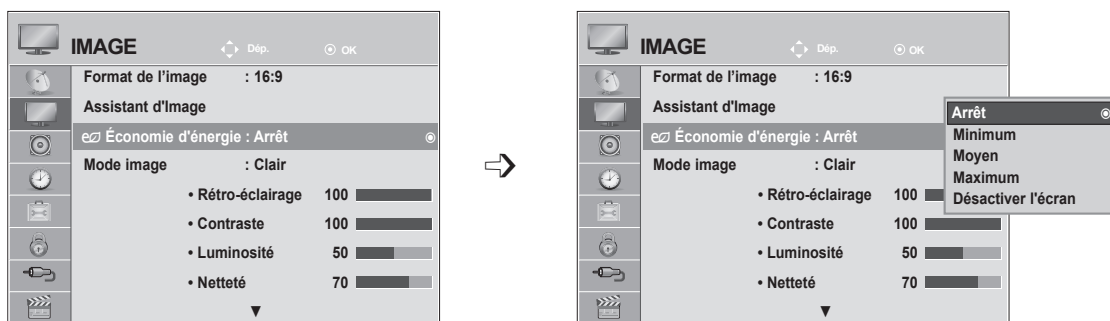 IMAGE Dép. OK
Format de l'image : 16:9
Assistant d'Image
Économie d'énergie : Arrêt
Mode image : Clair
• Rétro-éclairage 100
• Contraste 100
• Luminosité 50
• Netteté 70
IMAGE Dép. OK
Format de l'image : 16:9
Assistant d'Image
Économie d'énergie : Arrêt
Mode image : Clair
• Rétro-éclairage 100
• Contraste 100
• Luminosité 50
• Netteté 70
Arrêt
Minimum
Moyen
Maximum
Désactiver l'écran